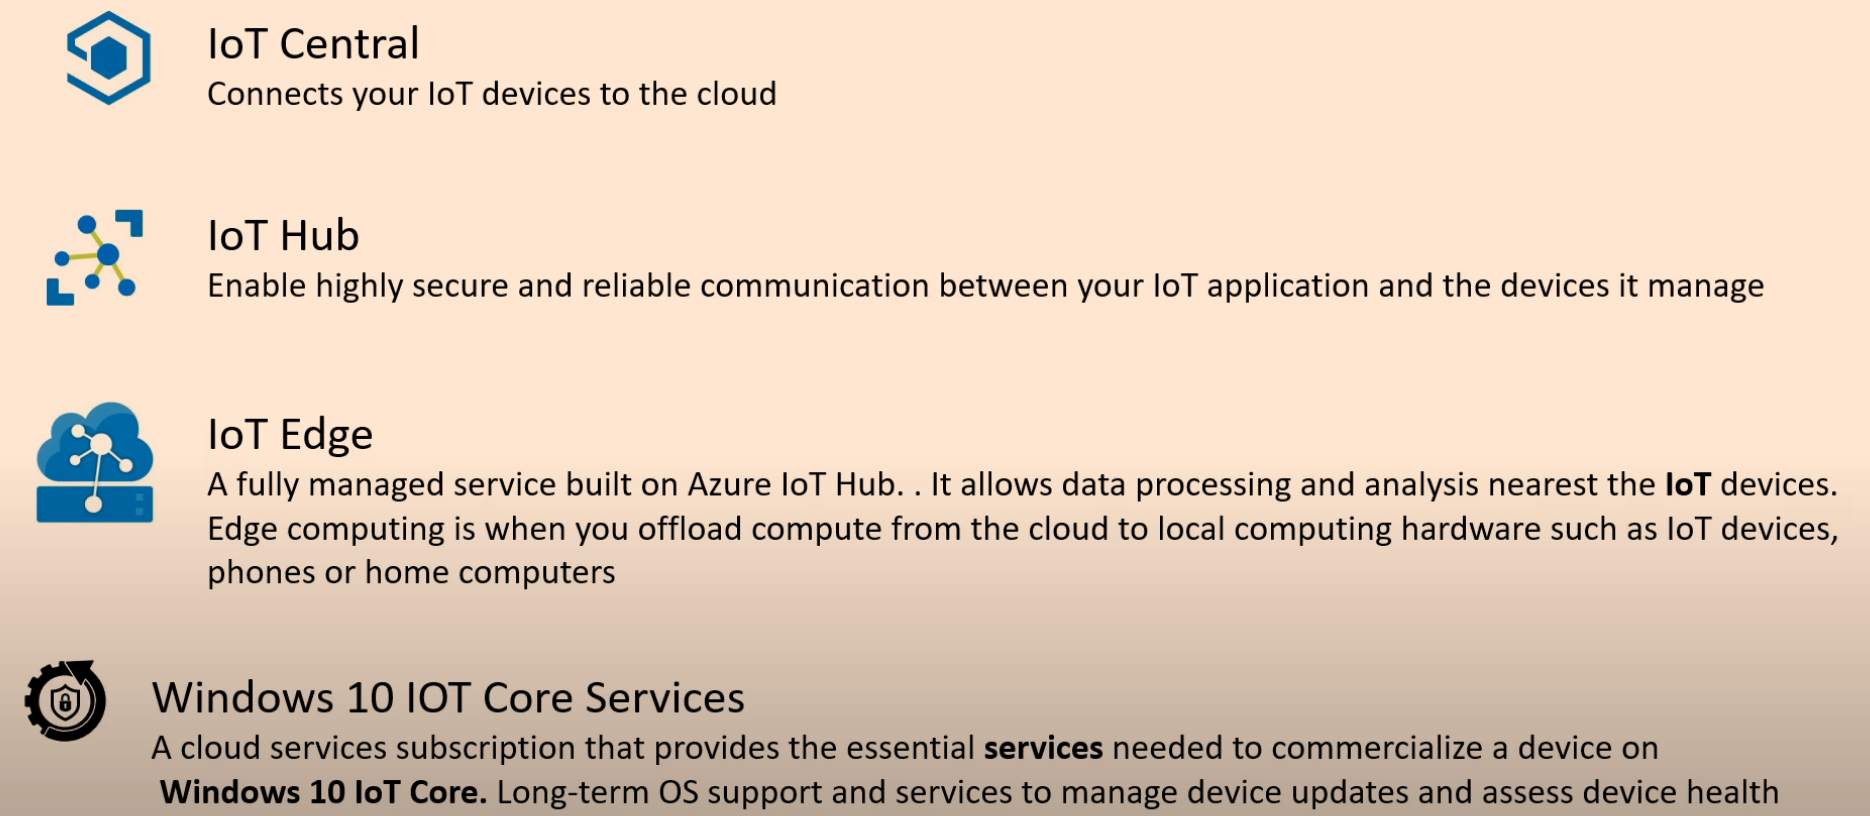 IoT Central
Connects your IoT devices to the cloud
IoT Hub
Enable highly secure and reliable communication between your IoT application and the devices it manage
IoT Edge
A fully managed service built on Azure IoT Hub. . It allows data processing and analysis nearest the IoT devices.
Edge computing is when you offload compute from the cloud to local computing hardware such as IoT devices,
phones or home computers
Windows 10 IOT Core Services
A cloud services subscription that provides the essential services needed to commercialize a device on
Windows 10 IoT Core. Long-term OS support and services to manage device updates and assess device health